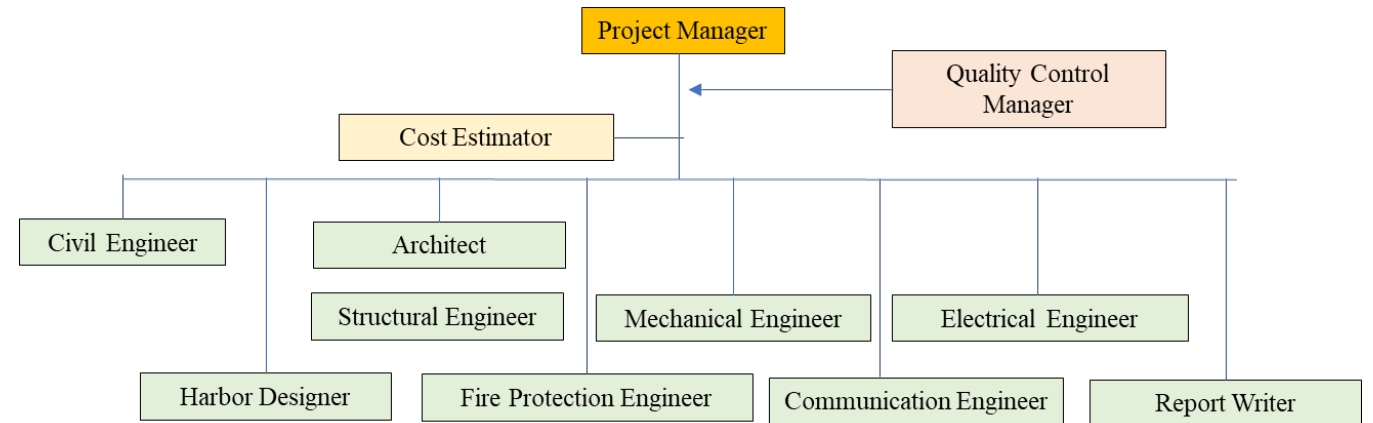 Project Manager
Quality Control
Manager
Cost Estimator
Civil Engineer
Architect
Structural Engineer
Mechanical Engineer
Electrical Engineer
Harbor Designer
Fire Protection Engineer
Communication Engineer
Report Writer